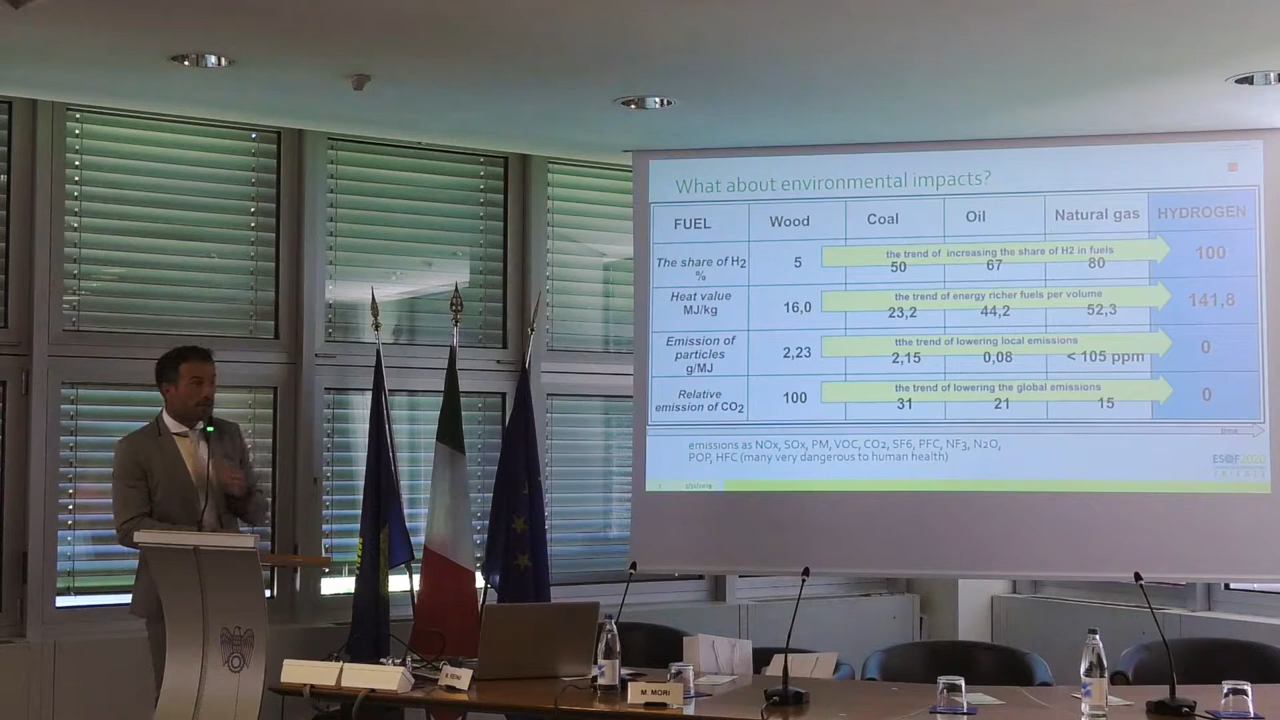 What about environmental impacts?
FUEL Wood Coal Oil Natural gas HYDROGEN
the trend of increasing the share of H2 in fuels
The share of H2 % 5 50 67 80 100
the trend of energy richer fuels per volume
Heat value MJ/kg 16,0 23,2 44,2 52,3 141,8
tthe trend of lowering local emissions
Emission of particles g/MJ 2,23 2,15 0,08 < 105 ppm 0
the trend of lowering the global emissions
Relative emission of CO2 100 31 21 15 0
time
emissions as NOx, SOx, PM, VOC, CO2, SF6, PFC, NF3, N2O,
POP, HFC (many very dangerous to human health)
ESOF2020
TRIESTE
M. MORI